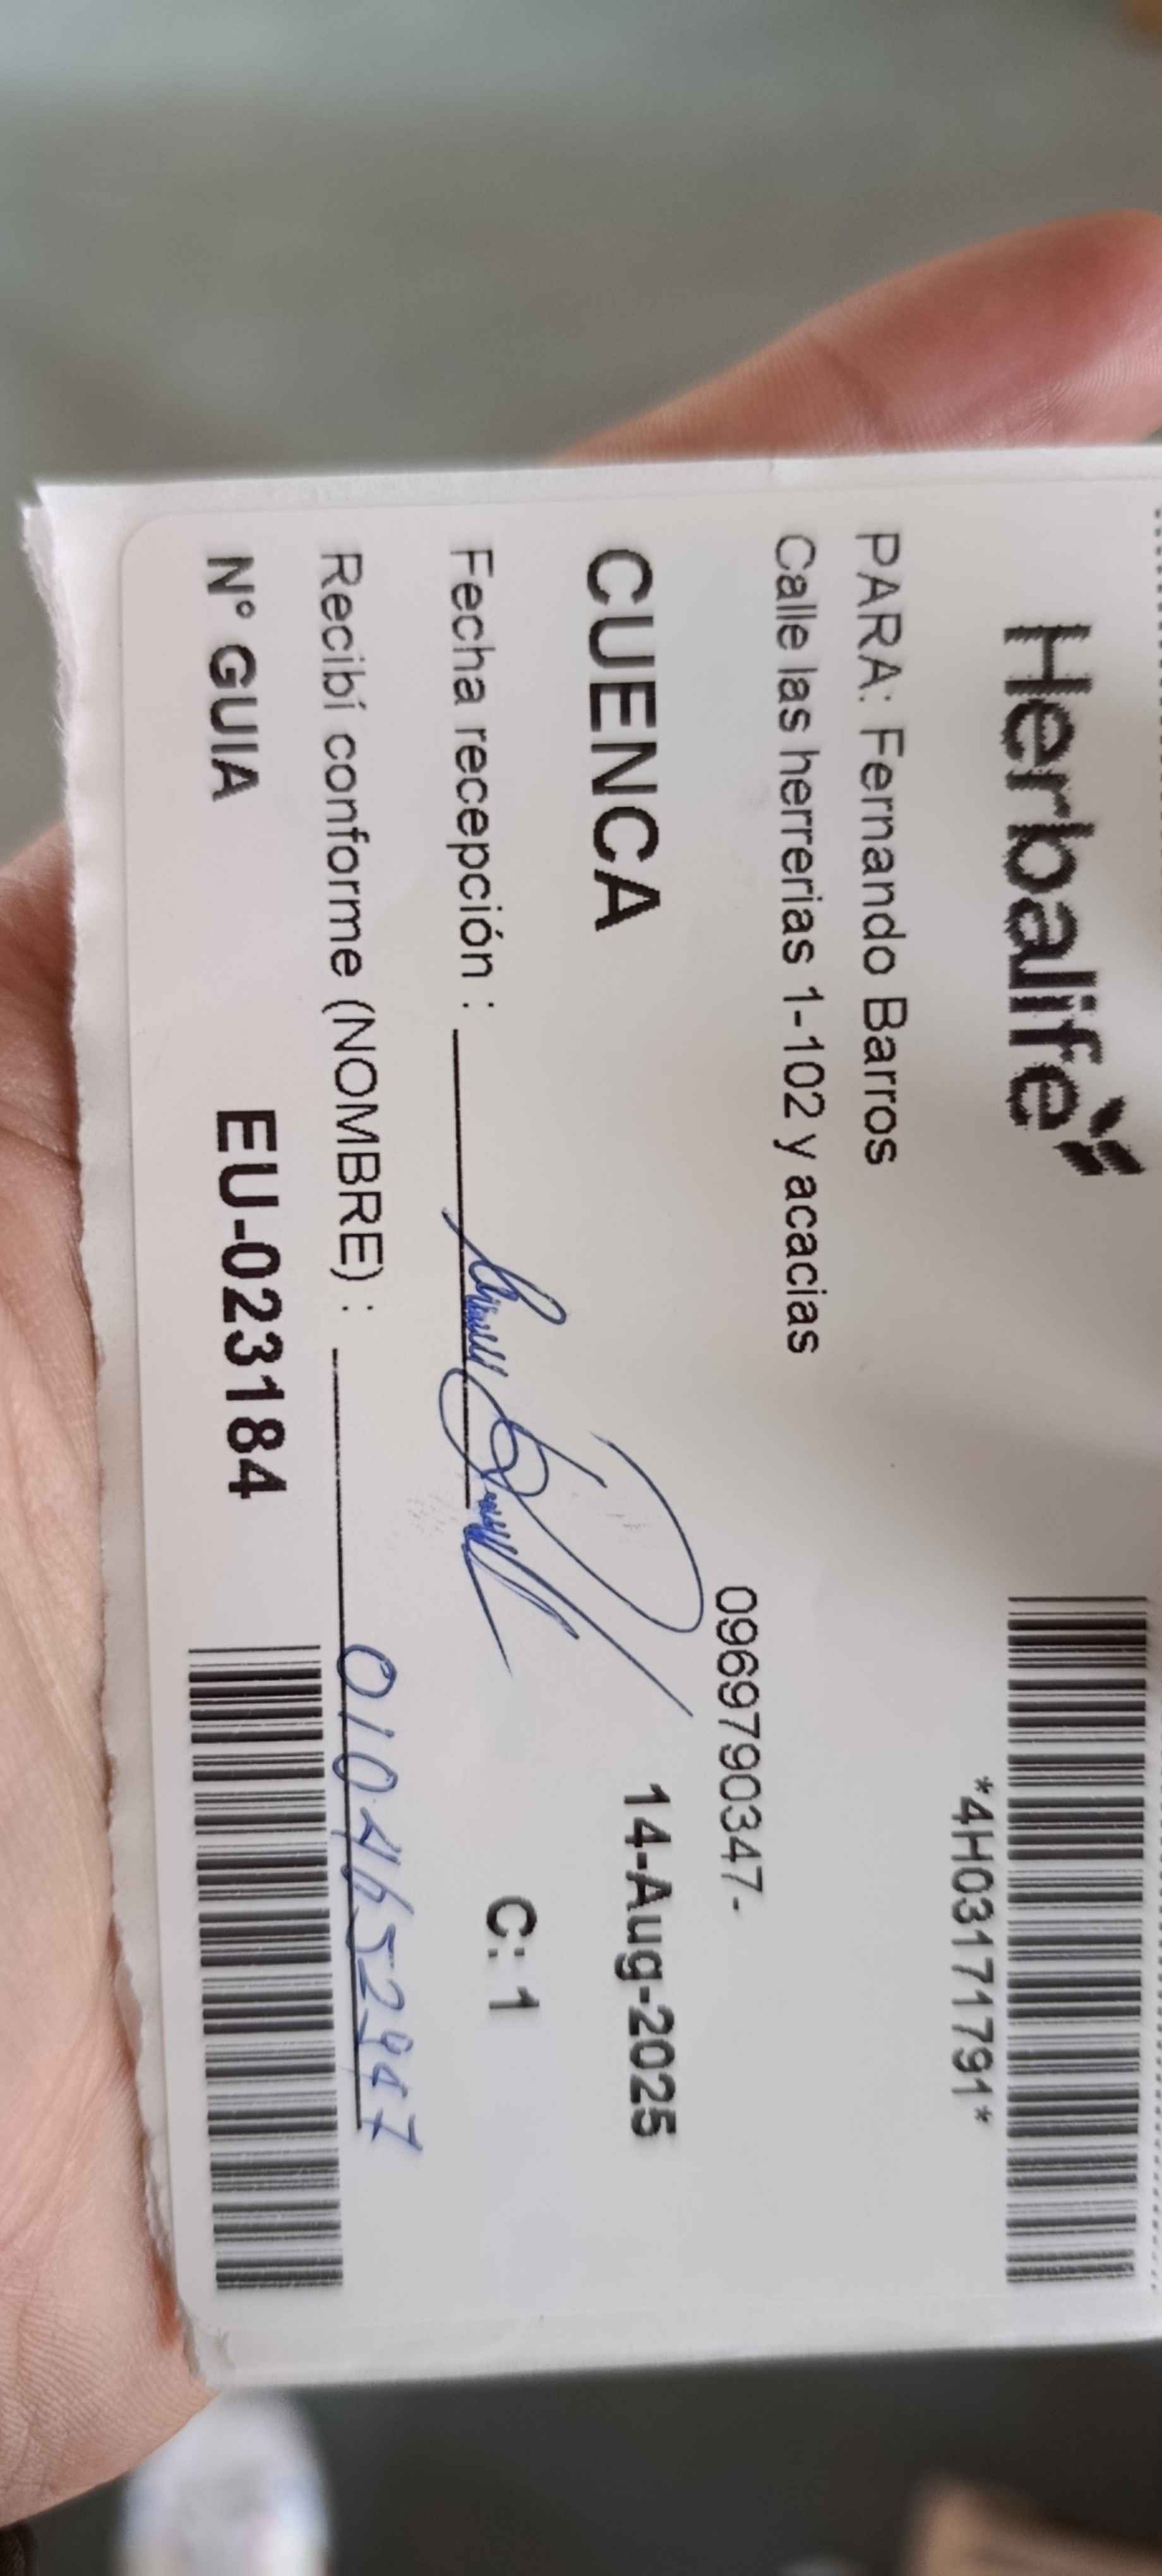 Herbalife
*4H03171791*
PARA: Fernando Barros
Calle las herrerias 1-102 y acacias
0969790347-
CUENCA
14-Aug-2025
Fecha recepción :
C: 1
Recibí conforme (NOMBRE) :
N° GUIA
EU-023184